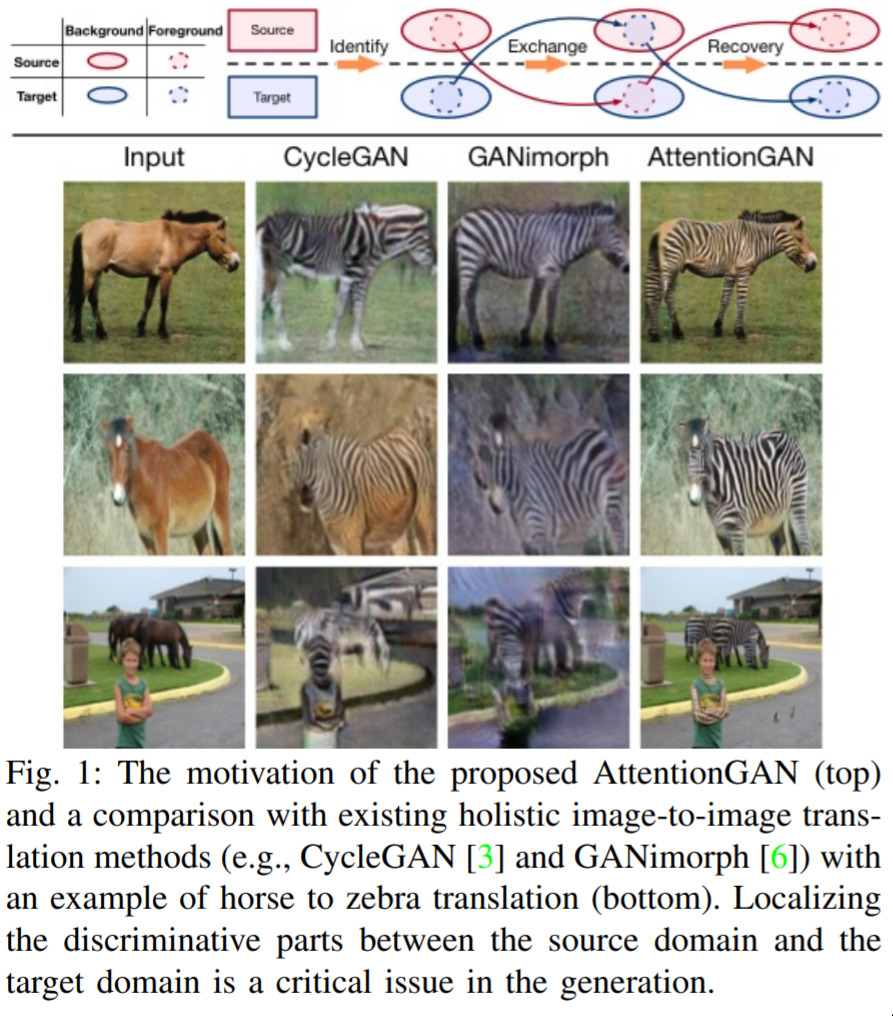 Background Foreground
Source
Target
Source
Target
Identify
Exchange
Recovery
Input CycleGAN GANimorph AttentionGAN
Fig. 1: The motivation of the proposed AttentionGAN (top)
and a comparison with existing holistic image-to-image trans-
lation methods (e.g., CycleGAN [3] and GANimorph [6]) with
an example of horse to zebra translation (bottom). Localizing
the discriminative parts between the source domain and the
target domain is a critical issue in the generation.